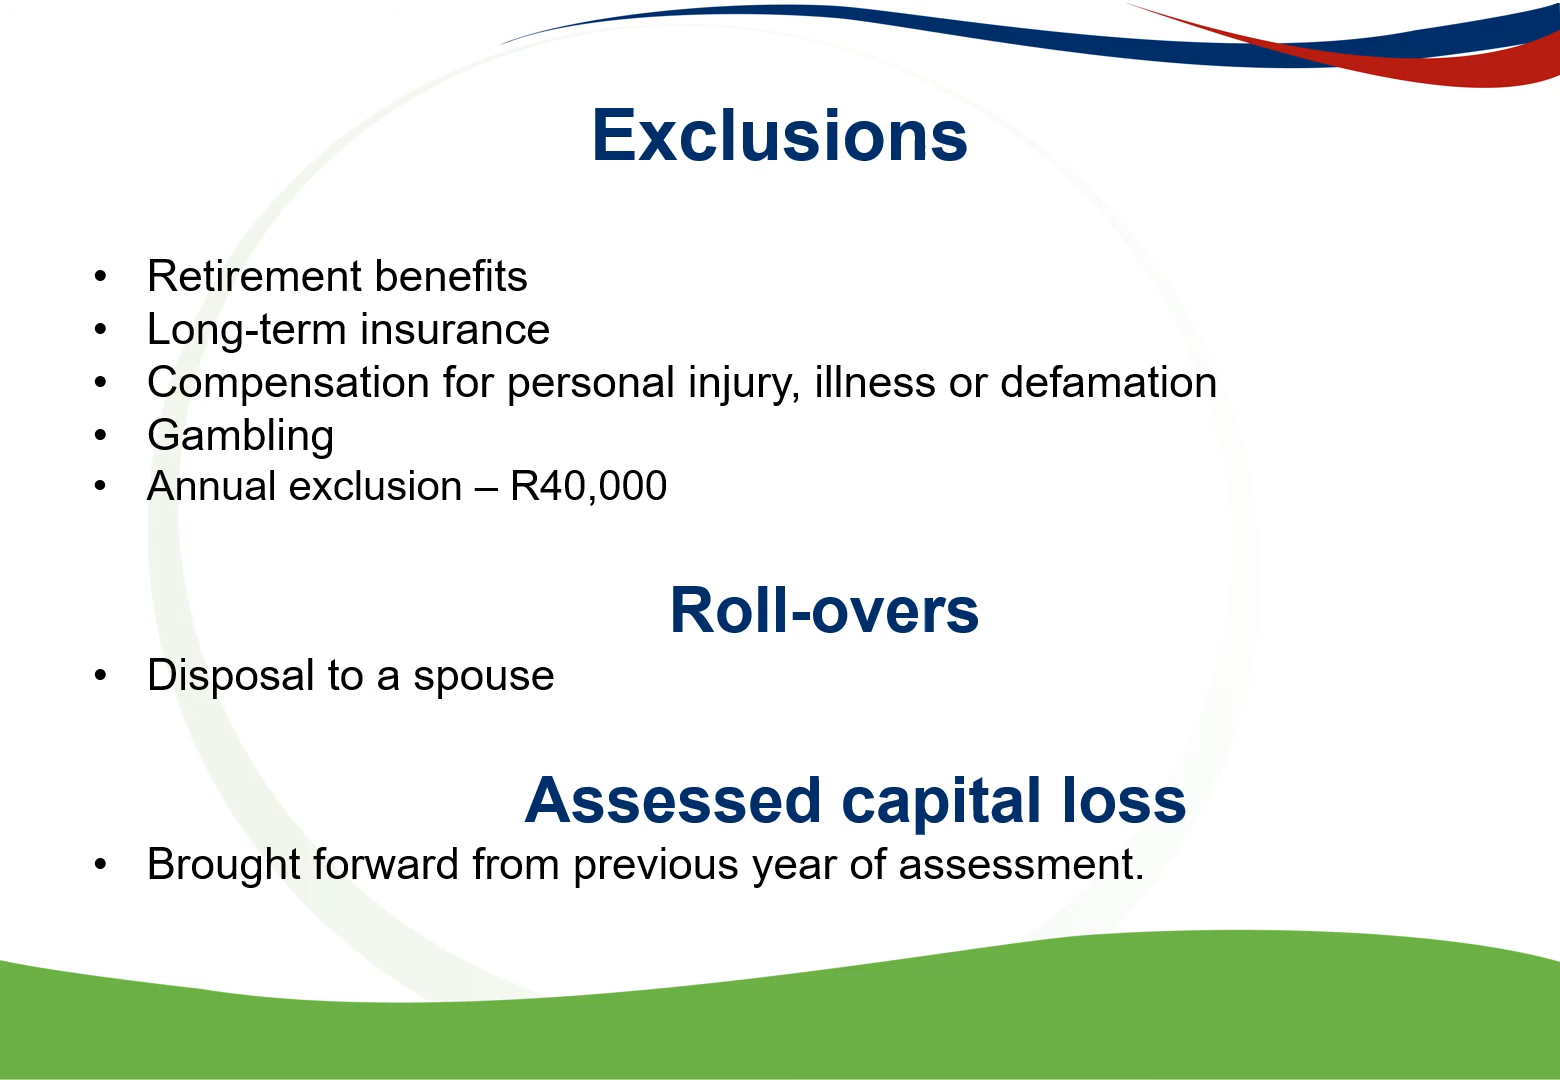 Exclusions
• Retirement benefits
• Long-term insurance
• Compensation for personal injury, illness or defamation
• Gambling
• Annual exclusion – R40,000
Roll-overs
• Disposal to a spouse
Assessed capital loss
• Brought forward from previous year of assessment.